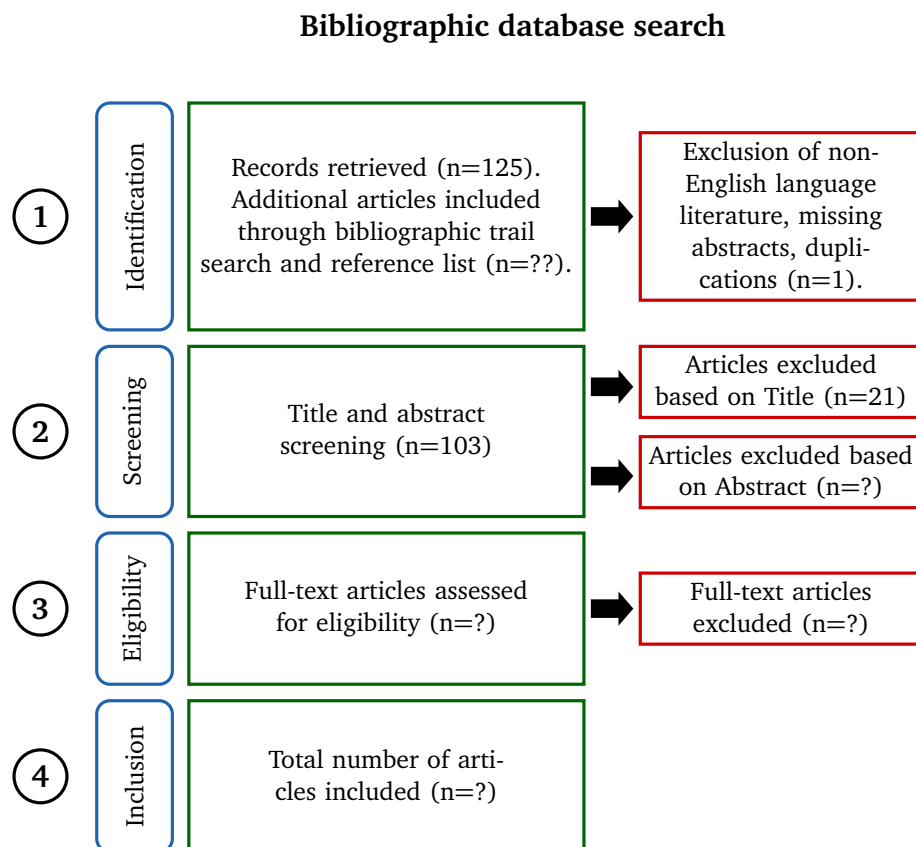 Bibliographic database search
1
Identification
Records retrieved (n=125).
Additional articles included
through bibliographic trail
search and reference list (n=??).
Exclusion of non-
English language
literature, missing
abstracts, dupli-
cations (n=1).
2
Screening
Title and abstract
screening (n=103)
Articles excluded
based on Title (n=21)
Articles excluded based
on Abstract (n=?)
3
Eligibility
Full-text articles assessed
for eligibility (n=?)
Full-text articles
excluded (n=?)
4
Inclusion
Total number of arti-
cles included (n=?)